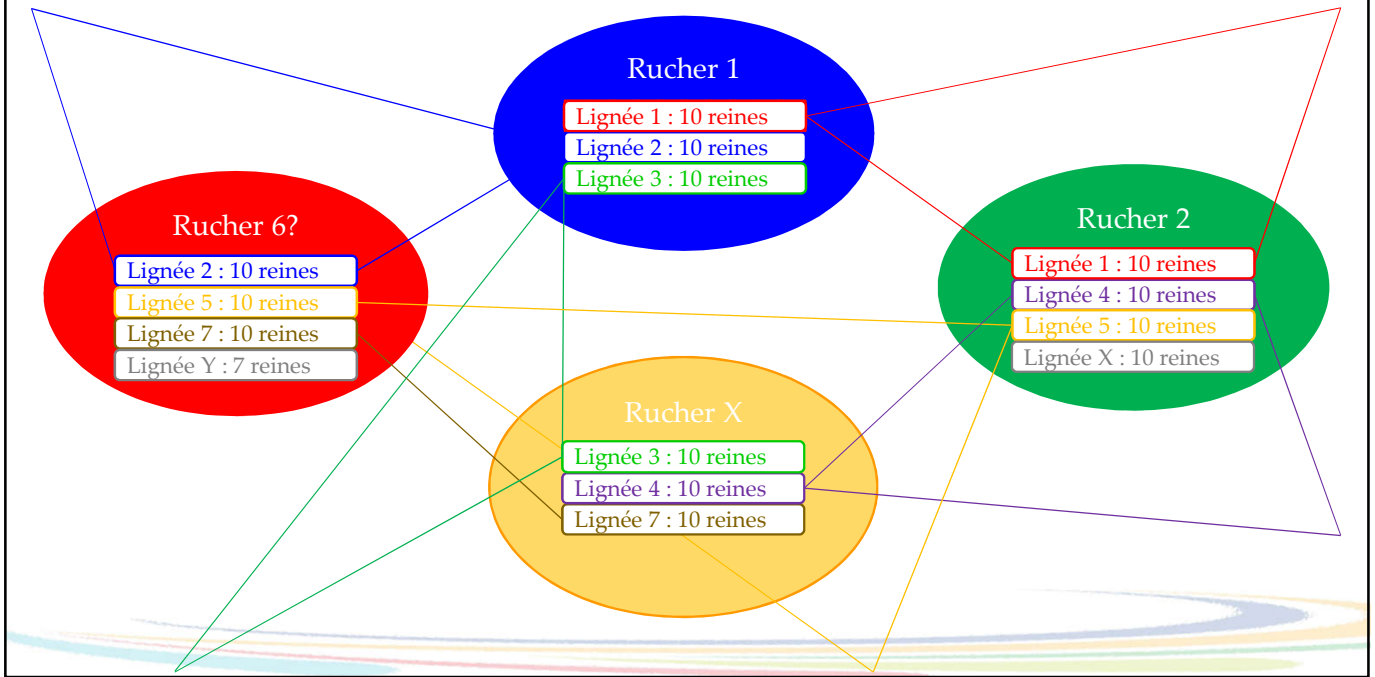 Rucher 1
Lignée 1 : 10 reines
Lignée 2 : 10 reines
Lignée 3 : 10 reines
Rucher 6?
Lignée 2 : 10 reines
Lignée 5 : 10 reines
Lignée 7 : 10 reines
Lignée Y : 7 reines
Rucher 2
Lignée 1 : 10 reines
Lignée 4 : 10 reines
Lignée 5 : 10 reines
Lignée X : 10 reines
Rucher X
Lignée 3 : 10 reines
Lignée 4 : 10 reines
Lignée 7 : 10 reines